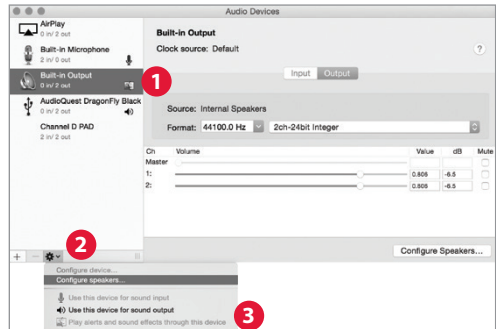 Audio Devices
AirPlay
0 in/ 2 out
Built-in Microphone
2 in/ 0 out
Built-in Output
0 in/ 2 out
AudioQuest DragonFly Black
0 in/ 2 out
Channel D PAD
2 in/ 2 out
1
2
Built-in Output
Clock source: Default
?
Input Output
Source: Internal Speakers
Format: 44100.0 Hz 2ch-24bit Integer
Ch Volume Value dB Mute
Master
1: 0.806 -6.5
2: 0.806 -6.5
Configure Speakers...
Configure device...
Configure speakers...
Use this device for sound input
Use this device for sound output
Play alerts and sound effects through this device
3